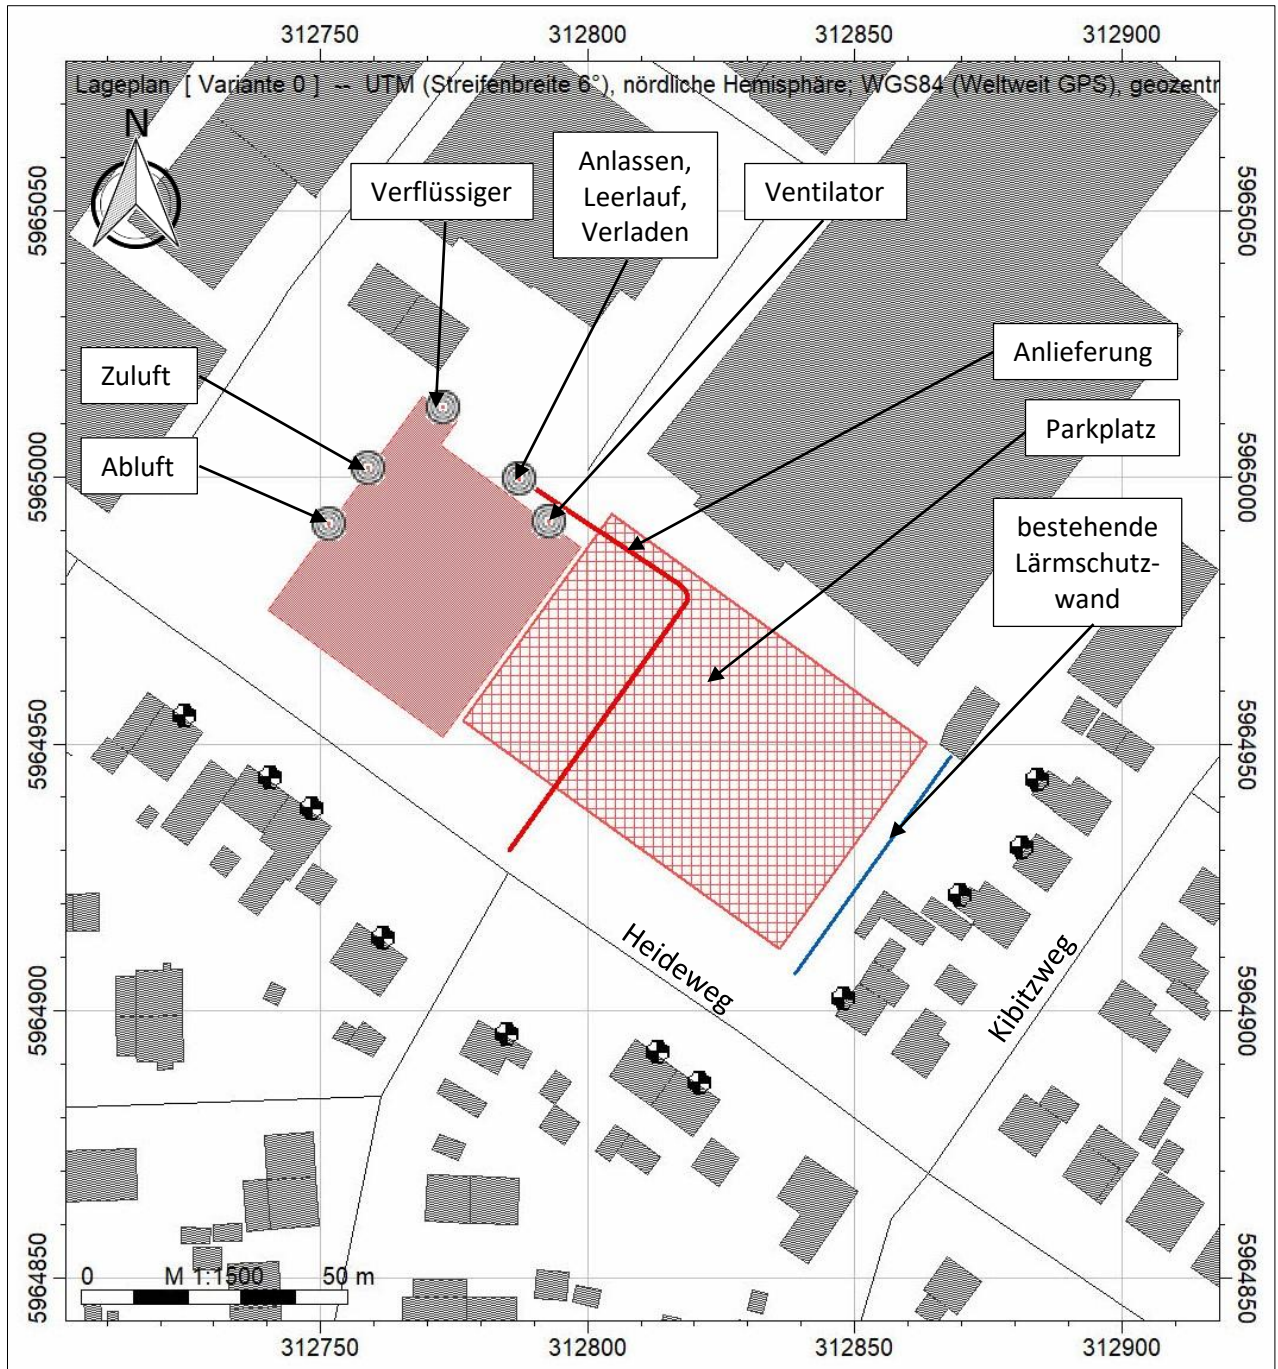 312750 312800 312850 312900
Lageplan [ Variante 0 ] -- UTM (Streifenbreite 6°), nördliche Hemisphäre; WGS84 (Weltweit GPS), geozentr
N
Verflüssiger
Anlassen,
Leerlauf,
Verladen
Ventilator
5965050
5965050
Anlieferung
Zuluft
Parkplatz
Abluft
5965000
5965000
bestehende
Lärmschutz-
wand
5964950
5964950
Heideweg
Kibitzweg
5964900
5964900
5964850
5964850
0 M 1:1500 50 m
312750 312800 312850 312900